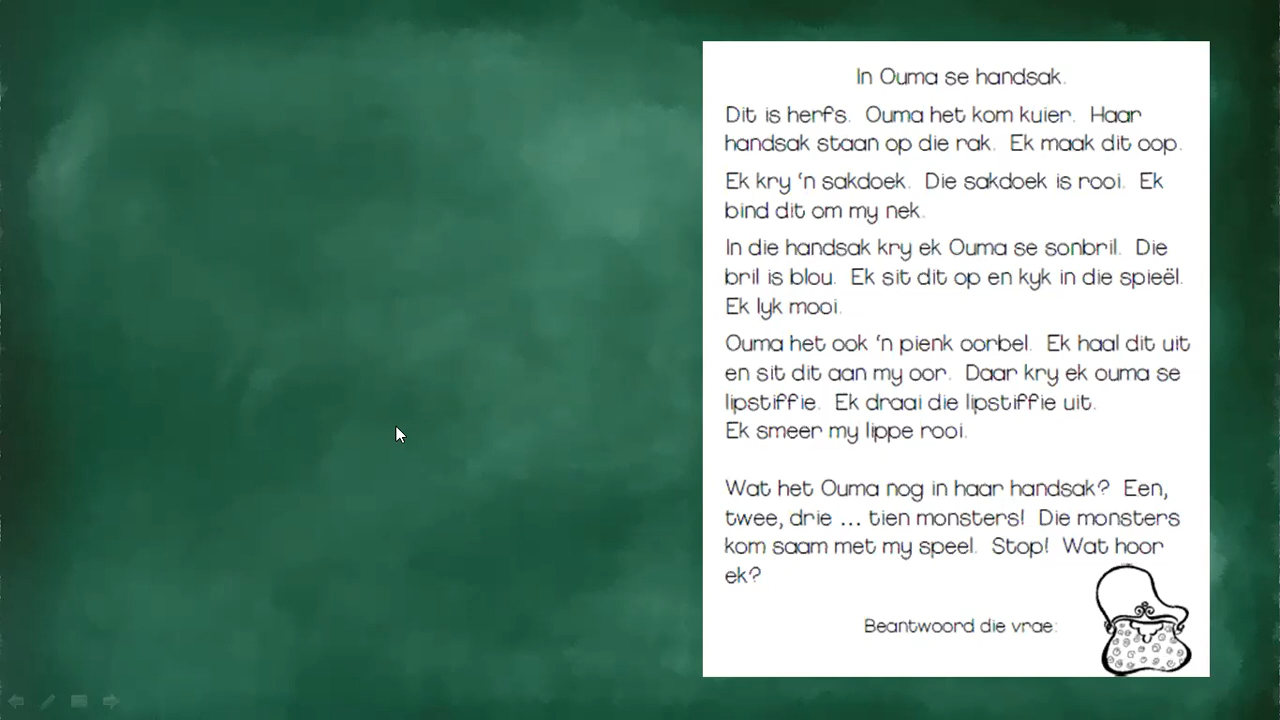 In Ouma se handsak.
Dit is herfs. Ouma het kom kuier. Haar
handsak staan op die rak. Ek maak dit oop.
Ek kry ‘n sakdoek. Die sakdoek is rooi. Ek
bind dit om my nek.
In die handsak kry ek Ouma se sonbril. Die
bril is blou. Ek sit dit op en kyk in die spieël.
Ek lyk mooi.
Ouma het ook ‘n pienk oorbel. Ek haal dit uit
en sit dit aan my oor. Daar kry ek ouma se
lipstiffie. Ek draai die lipstiffie uit.
Ek smeer my lippe rooi.
Wat het Ouma nog in haar handsak? Een,
twee, drie ... tien monsters! Die monsters
kom saam met my speel. Stop! Wat hoor
ek?
Beantwoord die vrae: